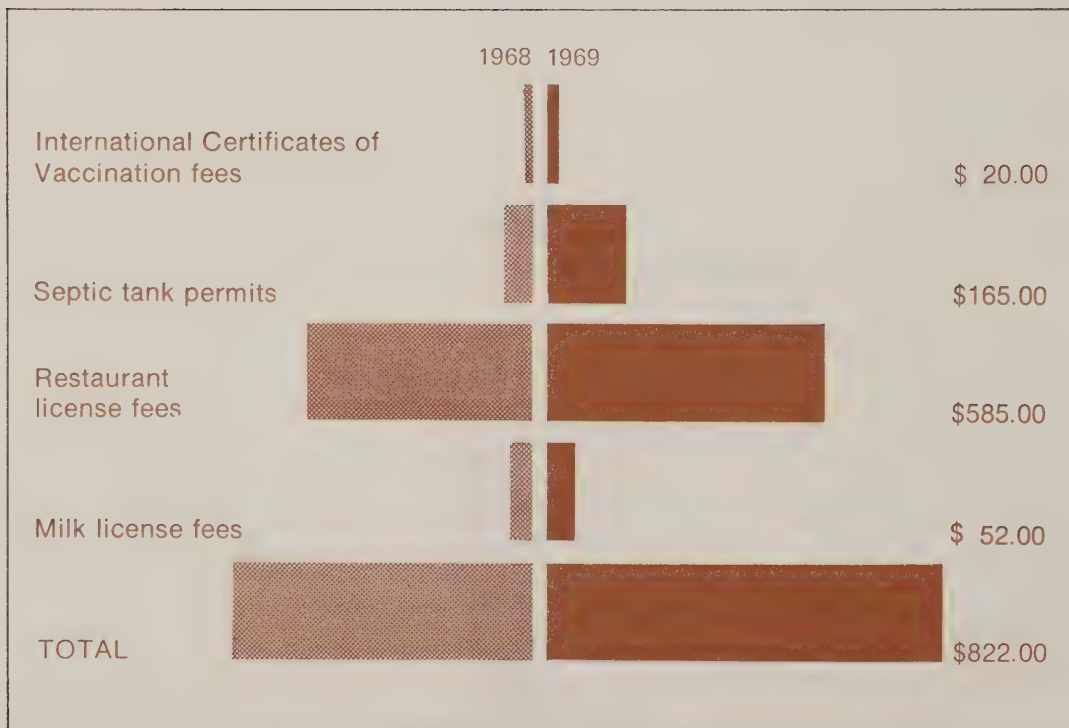 1968 1969
International Certificates of
Vaccination fees $ 20.00
Septic tank permits $165.00
Restaurant
license fees $585.00
Milk license fees $ 52.00
TOTAL $822.00